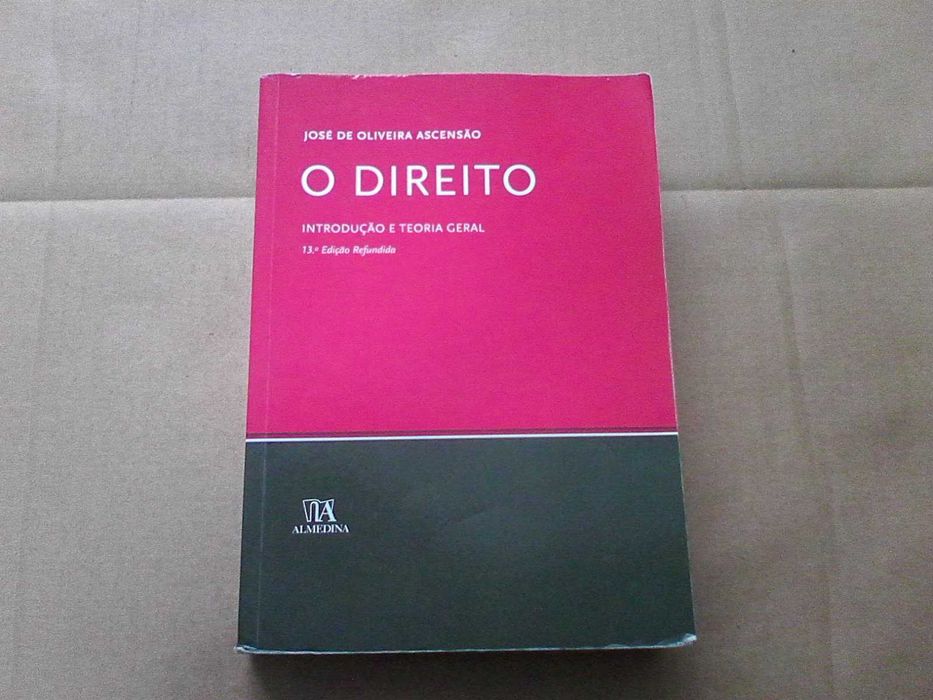 JOSÉ DE OLIVEIRA ASCENSÃO
O DIREITO
INTRODUÇÃO E TEORIA GERAL
13.ª Edição Refundida
ALMEDINA